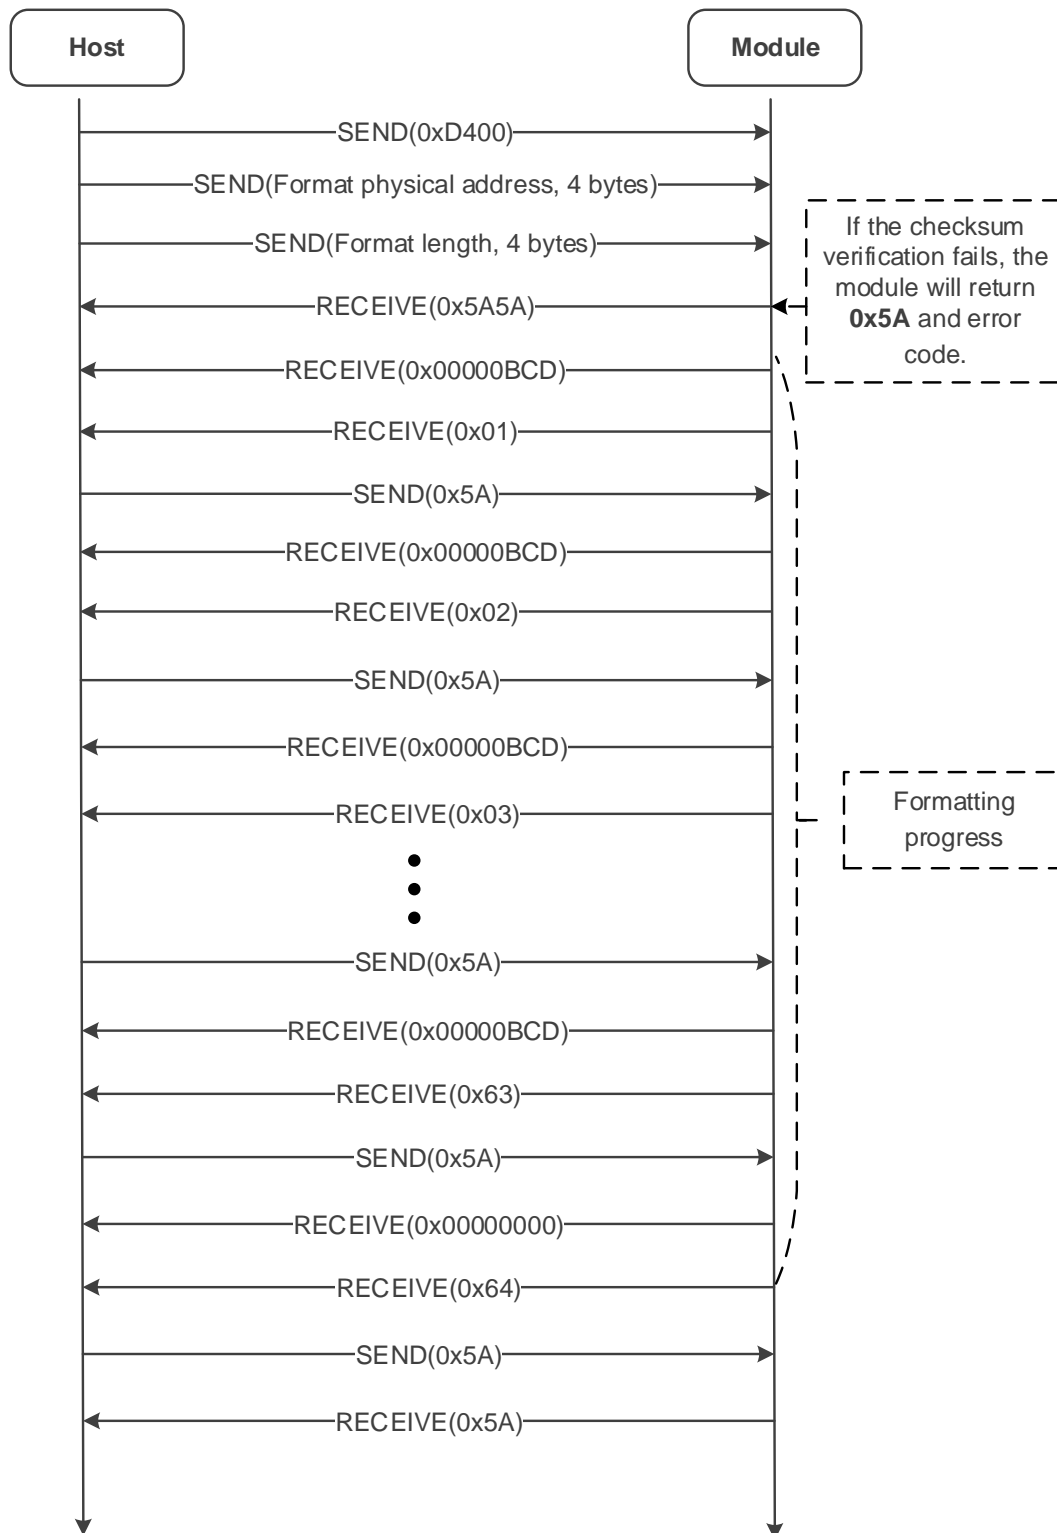 Host
Module
SEND(0xD400)
SEND(Format physical address, 4 bytes)
SEND(Format length, 4 bytes)
If the checksum
verification fails, the
module will return
0x5A and error
code.
RECEIVE(0x5A5A)
RECEIVE(0x00000BCD)
RECEIVE(0x01)
SEND(0x5A)
RECEIVE(0x00000BCD)
RECEIVE(0x02)
SEND(0x5A)
RECEIVE(0x00000BCD)
RECEIVE(0x03)
Formatting
progress
SEND(0x5A)
RECEIVE(0x00000BCD)
RECEIVE(0x63)
SEND(0x5A)
RECEIVE(0x00000000)
RECEIVE(0x64)
SEND(0x5A)
RECEIVE(0x5A)